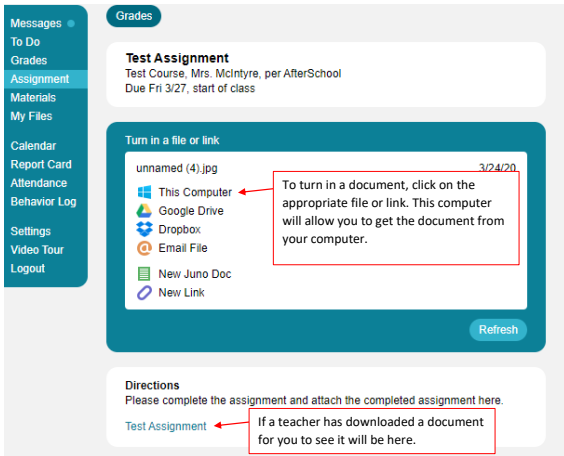 Messages
To Do
Grades
Assignment
Materials
My Files
Calendar
Report Card
Attendance
Behavior Log
Settings
Video Tour
Logout
Grades
Test Assignment
Test Course, Mrs. McIntyre, per AfterSchool
Due Fri 3/27, start of class
Turn in a file or link
unnamed (4).jpg 3/24/20
This Computer
Google Drive
Dropbox
Email File
New Juno Doc
New Link
To turn in a document, click on the
appropriate file or link. This computer
will allow you to get the document from
your computer.
Refresh
Directions
Please complete the assignment and attach the completed assignment here.
Test Assignment
If a teacher has downloaded a document
for you to see it will be here.